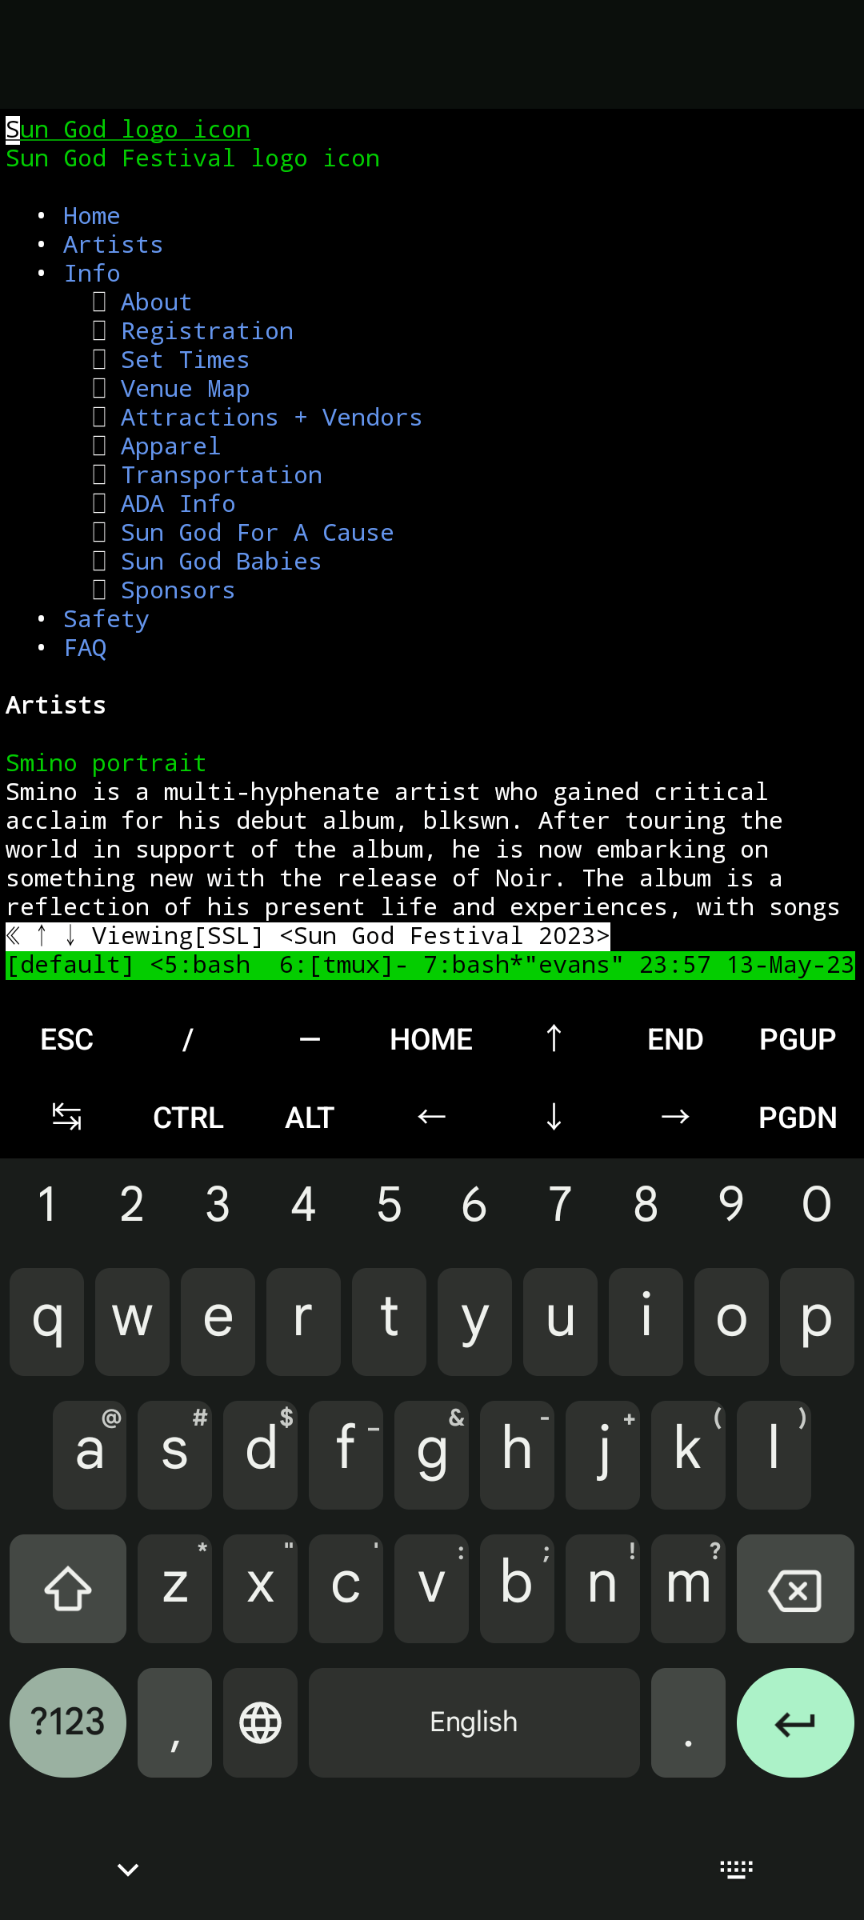 Sun God logo icon
Sun God Festival logo icon
• Home
• Artists
• Info
About
Registration
Set Times
Venue Map
Attractions + Vendors
Apparel
Transportation
ADA Info
Sun God For A Cause
Sun God Babies
Sponsors
• Safety
• FAQ
Artists
Smino portrait
Smino is a multi-hyphenate artist who gained critical
acclaim for his debut album, blkswn. After touring the
world in support of the album, he is now embarking on
something new with the release of Noir. The album is a
reflection of his present life and experiences, with songs
《 ↑ ↓ Viewing[SSL] <Sun God Festival 2023>
[default] <5:bash  6:[tmux]- 7:bash*"evans" 23:57 13-May-23
ESC / — HOME ↑ END PGUP
↹ CTRL ALT ← ↓ → PGDN
1 2 3 4 5 6 7 8 9 0
q w e r t y u i o p
@ # $ _ & - + ( )
a s d f g h j k l
* " ' : ; ! ?
z x c v b n m
?123 , English .